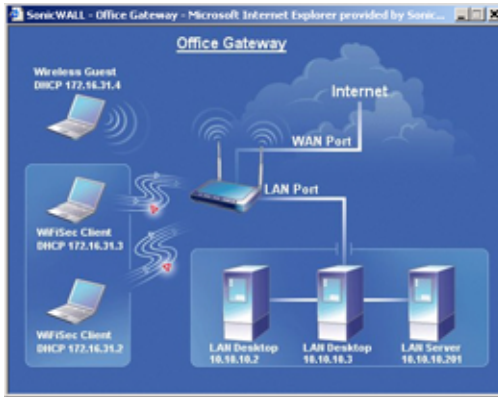 SonicWALL - Office Gateway - Microsoft Internet Explorer provided by Sonic...
Office Gateway
Wireless Guest
DHCP 172.16.31.4
Internet
WAN Port
LAN Port
WiFiSec Client
DHCP 172.16.31.3
WiFiSec Client
DHCP 172.16.31.2
LAN Desktop
10.10.10.2
LAN Desktop
10.10.10.3
LAN Server
10.10.10.201